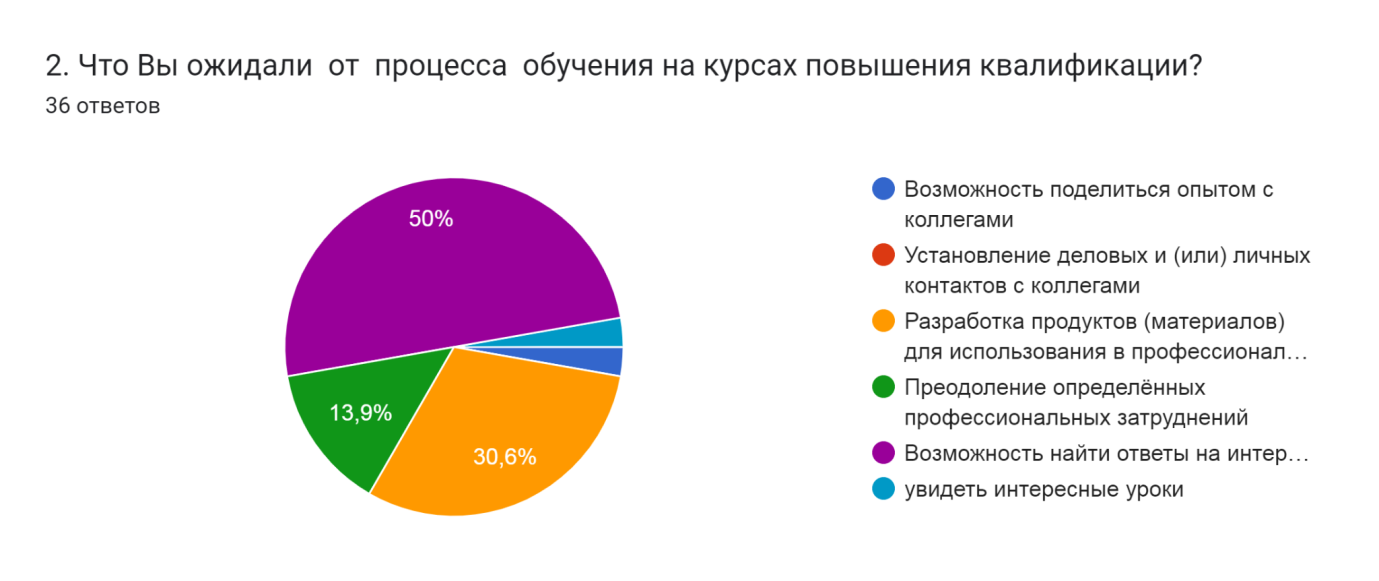 2. Что Вы ожидали от процесса обучения на курсах повышения квалификации?
36 ответов
50%
13,9%
30,6%
Возможность поделиться опытом с
коллегами
Установление деловых и (или) личных
контактов с коллегами
Разработка продуктов (материалов)
для использования в профессионал…
Преодоление определённых
профессиональных затруднений
Возможность найти ответы на интер…
увидеть интересные уроки